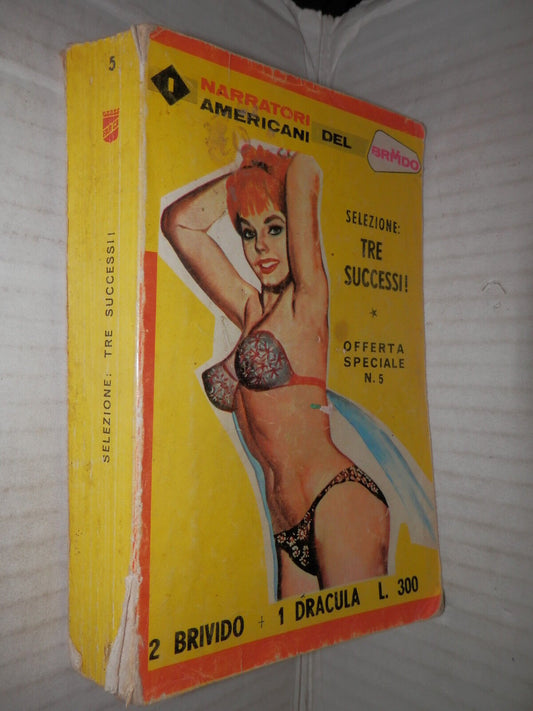 5
SELEZIONE: TRE SUCCESSI!
I
NARRATORI
AMERICANI DEL
BRIVIDO
SELEZIONE:
TRE
SUCCESSI!
*
OFFERTA
SPECIALE
N. 5
2 BRIVIDO + 1 DRACULA L. 300